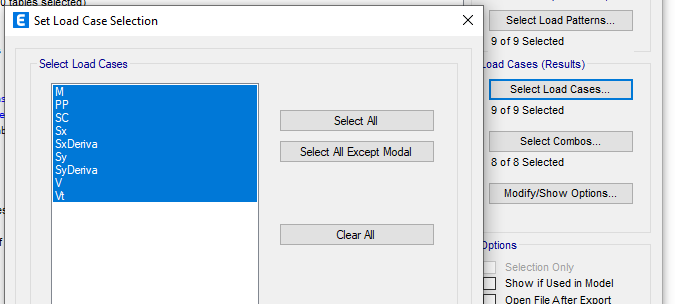 0 tables selected)
Set Load Case Selection
Select Load Cases
M
PP
SC
Sx
SxDeriva
Sy
SyDeriva
V
Vt
Select All
Select All Except Modal
Clear All
Select Load Patterns...
9 of 9 Selected
Load Cases (Results)
Select Load Cases...
9 of 9 Selected
Select Combos...
8 of 8 Selected
Modify/Show Options...
Options
Selection Only
Show if Used in Model
Open File After Export